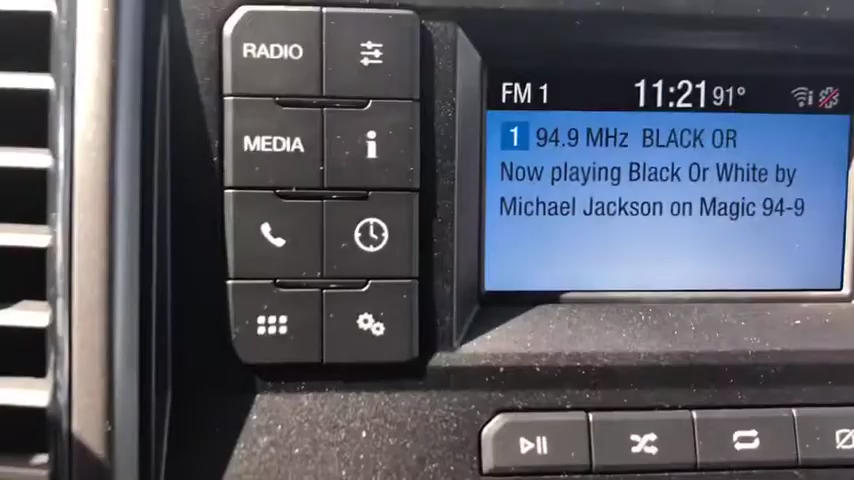 RADIO
MEDIA
FM 1
11:21 91°
1 94.9 MHz BLACK OR
Now Playing Black Or White by
Michael Jackson on Magic 94-9